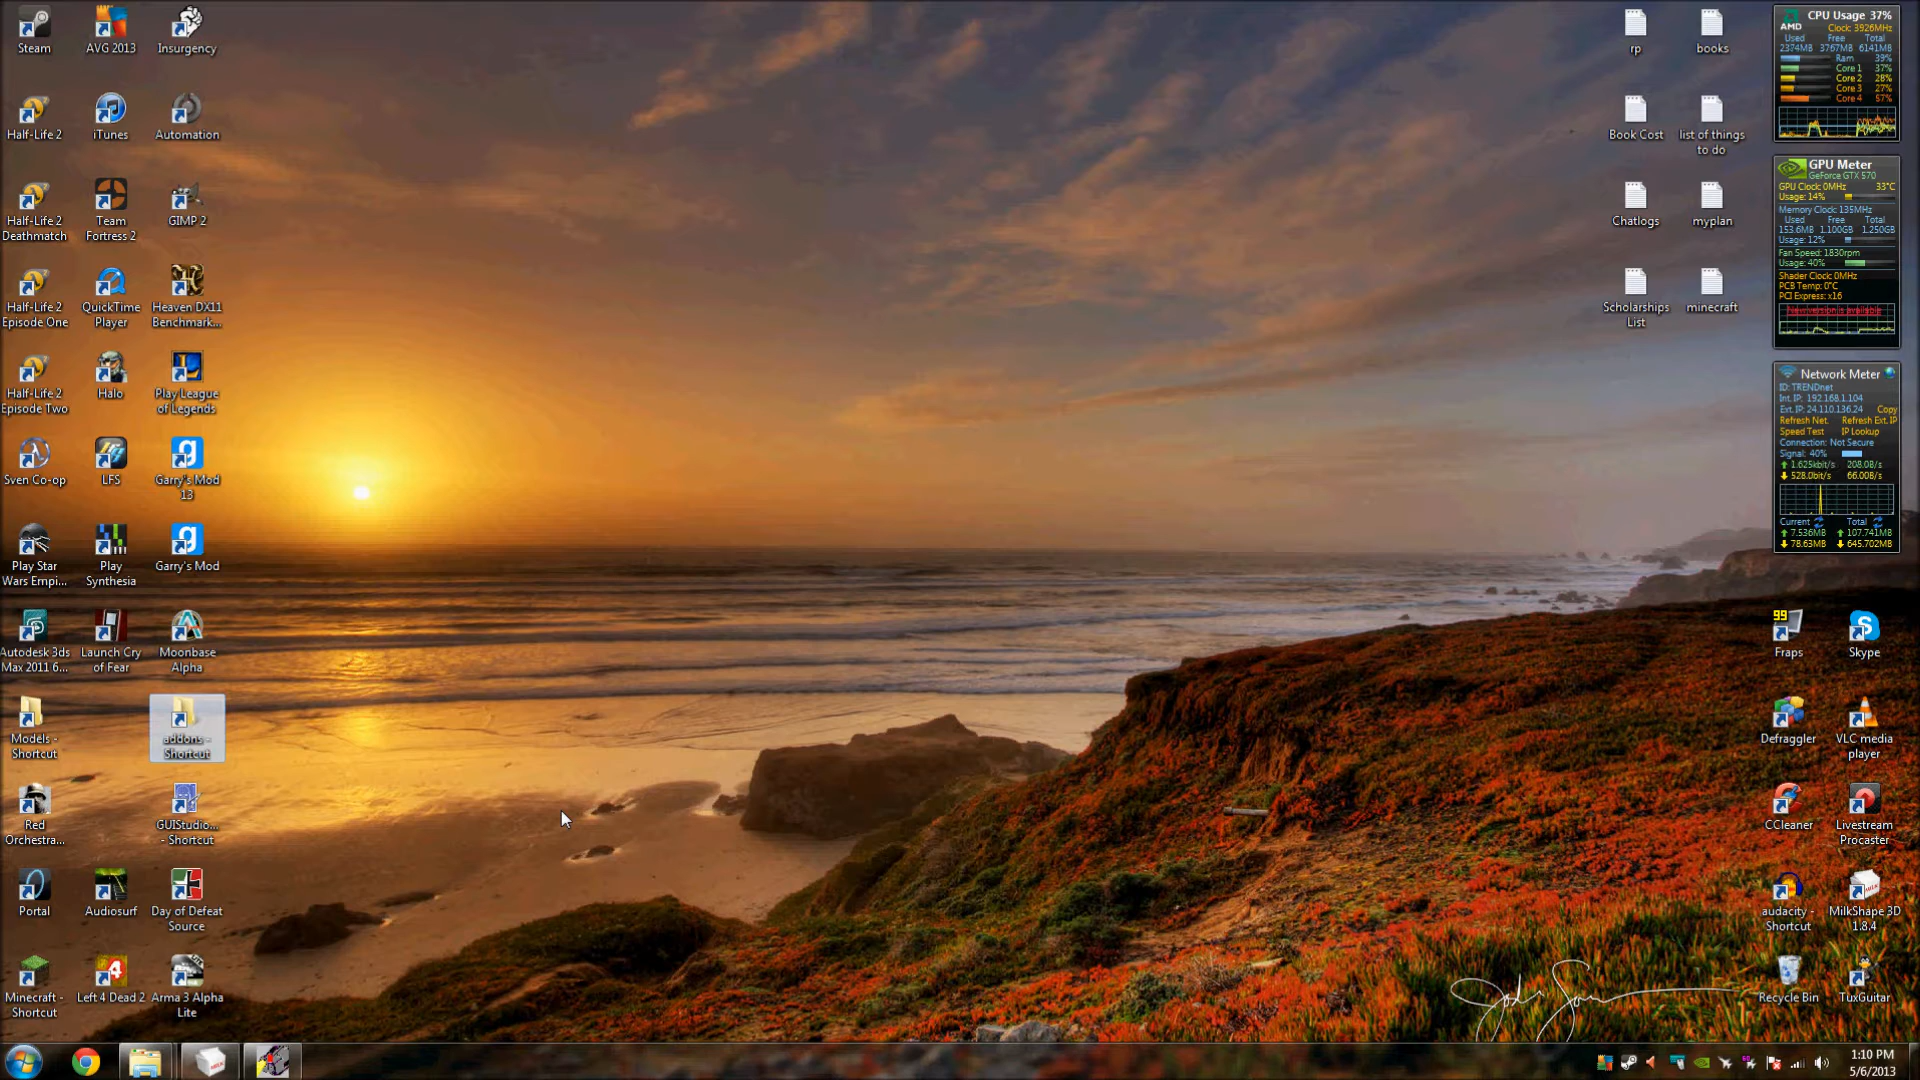 Steam
AVG 2013
Insurgency
Half-Life 2
iTunes
Automation
Half-Life 2
Deathmatch
Team
Fortress 2
GIMP 2
Half-Life 2
Episode One
QuickTime
Player
Heaven DX11
Benchmark...
Half-Life 2
Episode Two
Halo
Play League
of Legends
Sven Co-op
LFS
Garry's Mod
13
Play Star
Wars Empi...
Play
Synthesia
Garry's Mod
Autodesk 3ds
Max 2011 6...
Launch Cry
of Fear
Moonbase
Alpha
Models -
Shortcut
addons -
Shortcut
Red
Orchestra...
GUIStudio...
- Shortcut
Portal
Audiosurf
Day of Defeat
Source
Minecraft -
Shortcut
Left 4 Dead 2
Arma 3 Alpha
Lite
rp
books
Book Cost
list of things
to do
Chatlogs
myplan
Scholarships
List
minecraft
AMD
CPU Usage 37%
Clock: 3926MHz
Used Free Total
2374MB 3767MB 6141MB
Ram 39%
Core 1 37%
Core 2 28%
Core 3 27%
Core 4 57%
GPU Meter
GeForce GTX 570
GPU Clock: 0MHz 33°C
Usage: 14%
Memory Clock: 135MHz
Used Free Total
153.6MB 1.100GB 1.250GB
Usage: 12%
Fan Speed: 1830rpm
Usage: 40%
Shader Clock: 0MHz
PCB Temp: 0°C
PCI Express: x16
New version is available
Network Meter
ID: TRENDnet
Int. IP: 192.168.1.104
Ext. IP: 24.110.136.24 Copy
Refresh Net. Refresh Ext. IP
Speed Test IP Lookup
Connection: Not Secure
Signal: 40%
1.625kbit/s 208.0B/s
528.0bit/s 66.00B/s
Current Total
7.536MB 107.741MB
78.63MB 645.702MB
99
Fraps
Skype
Defraggler
VLC media
player
CCleaner
Livestream
Procaster
audacity -
Shortcut
MilkShape 3D
1.8.4
Recycle Bin
TuxGuitar
1:10 PM
5/6/2013